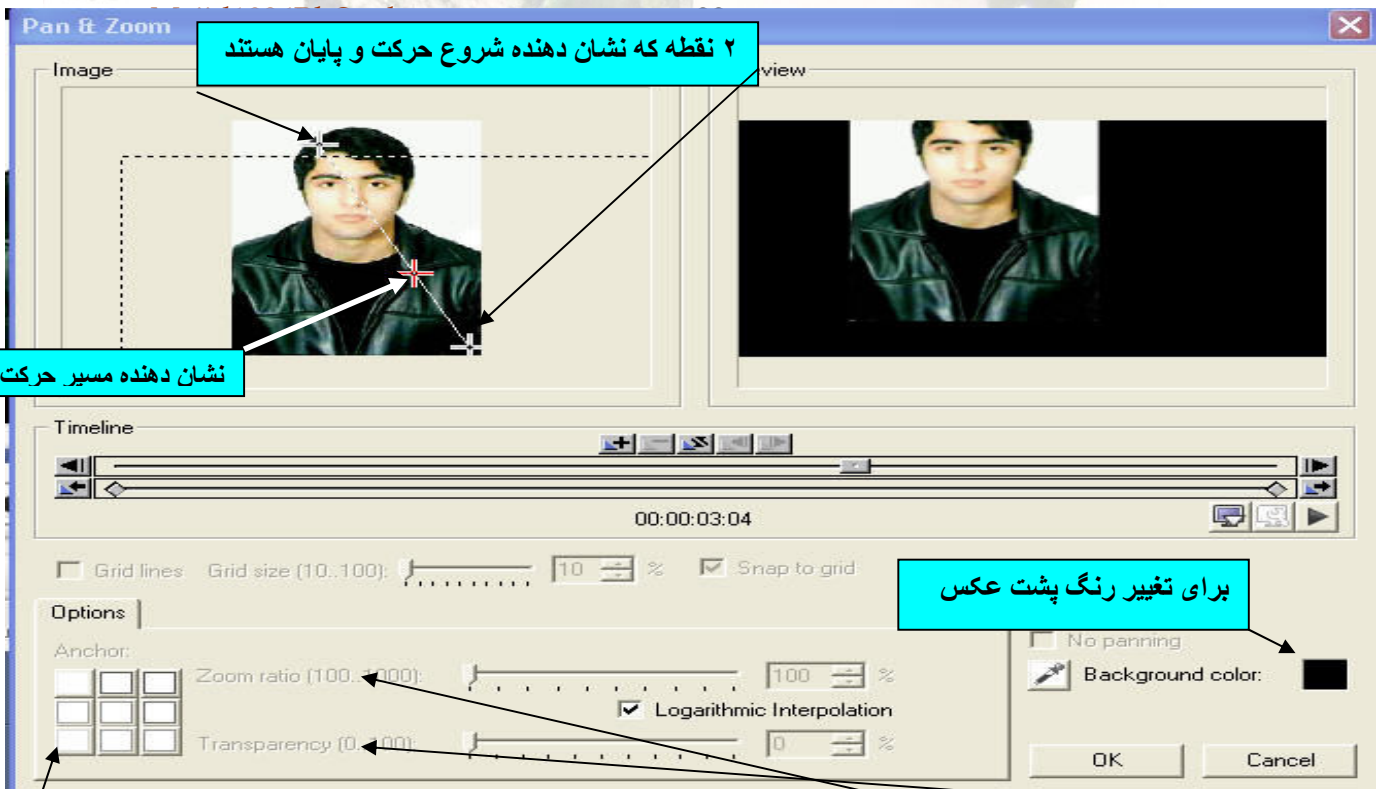 Pan & Zoom
۲ نقطه که نشان دهنده شروع حرکت و پایان هستند
Image
view
نشان دهنده مسیر حرکت
Timeline
00:00:03:04
Grid lines Grid size (10..100): 10 % Snap to grid
برای تغییر رنگ پشت عکس
Options
No panning
Anchor:
Zoom ratio (100..1000): 100 %
Background color:
Logarithmic Interpolation
Transparency (0..100): 0 %
OK Cancel